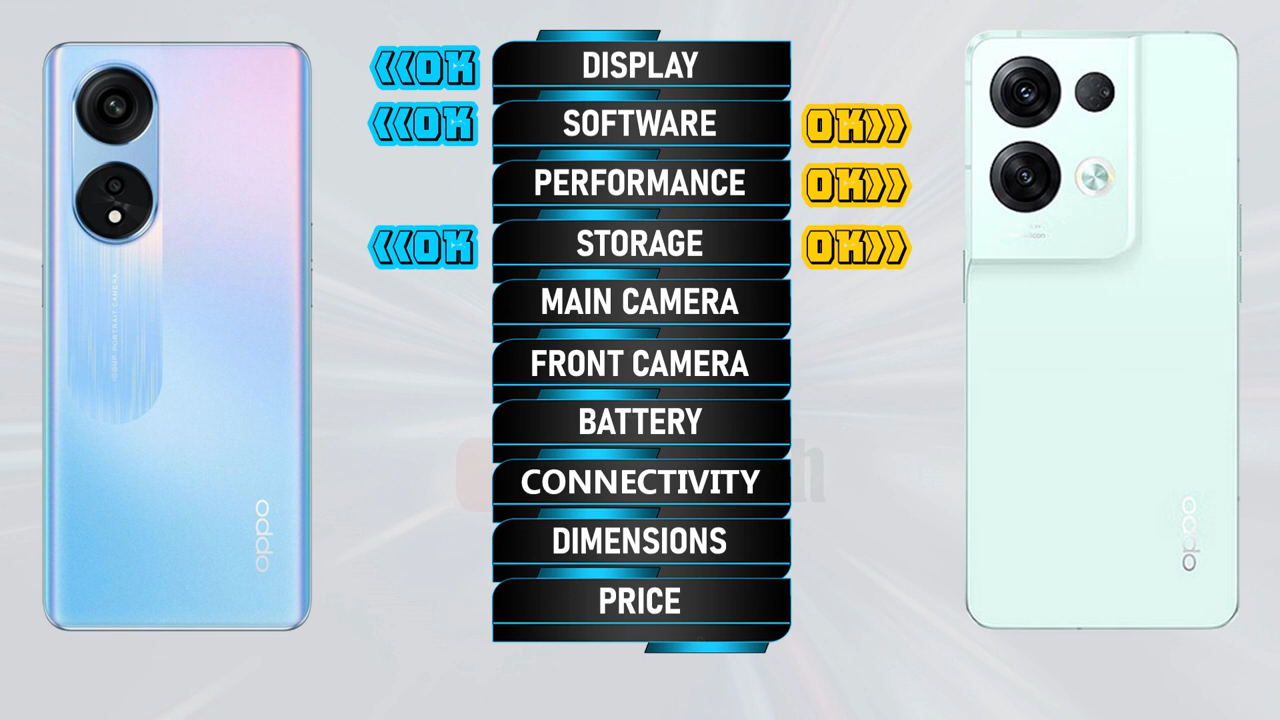 «OK DISPLAY
«OK SOFTWARE OK»
PERFORMANCE OK»
«OK STORAGE OK»
MAIN CAMERA
FRONT CAMERA
BATTERY
CONNECTIVITY
DIMENSIONS
PRICE
oppo
oppo